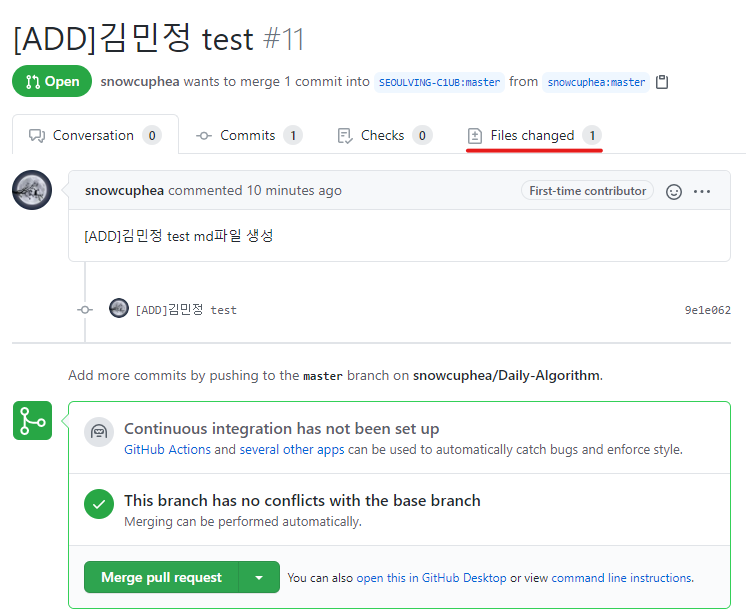 [ADD]김민정 test #11
Open snowcuphea wants to merge 1 commit into SEOULVING-C1UB:master from snowcuphea:master
Conversation 0 Commits 1 Checks 0 Files changed 1
snowcuphea commented 10 minutes ago First-time contributor
[ADD]김민정 test md파일 생성
[ADD]김민정 test 9e1e062
Add more commits by pushing to the master branch on snowcuphea/Daily-Algorithm.
Continuous integration has not been set up
GitHub Actions and several other apps can be used to automatically catch bugs and enforce style.
This branch has no conflicts with the base branch
Merging can be performed automatically.
Merge pull request You can also open this in GitHub Desktop or view command line instructions.